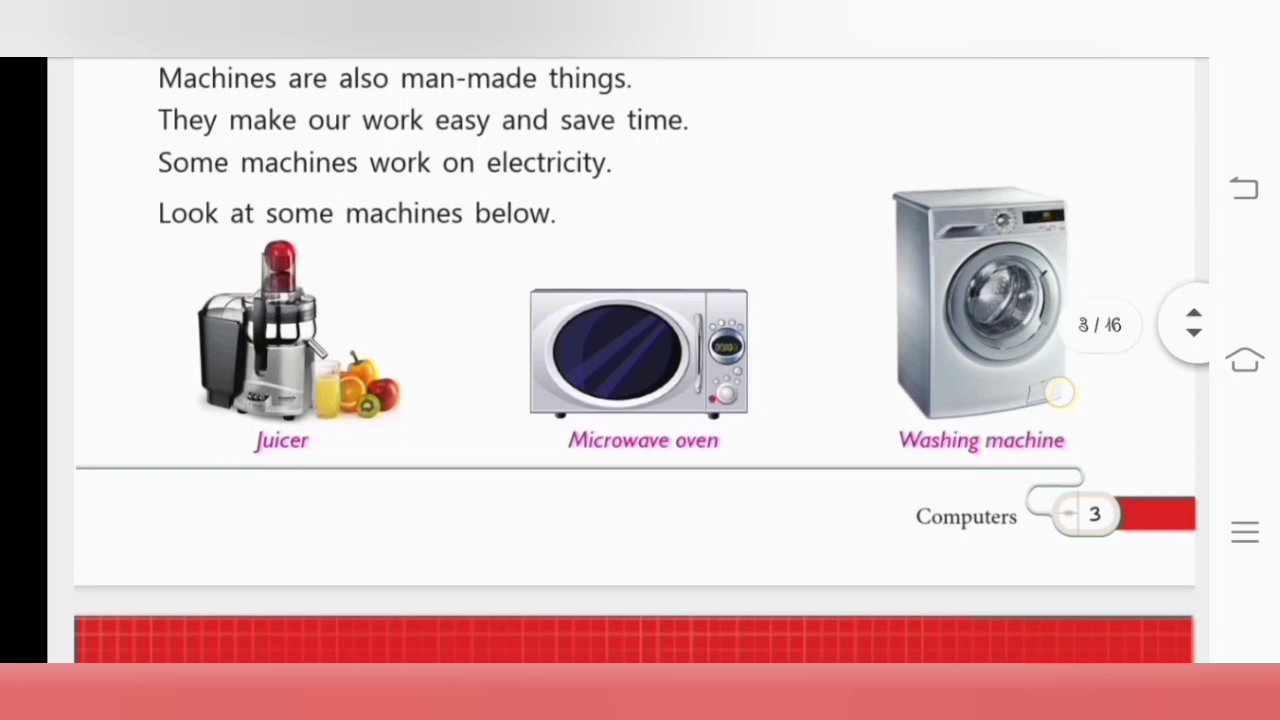 Machines are also man-made things.
They make our work easy and save time.
Some machines work on electricity.
Look at some machines below.
3 / 16
Juicer
Microwave oven
Washing machine
Computers
3